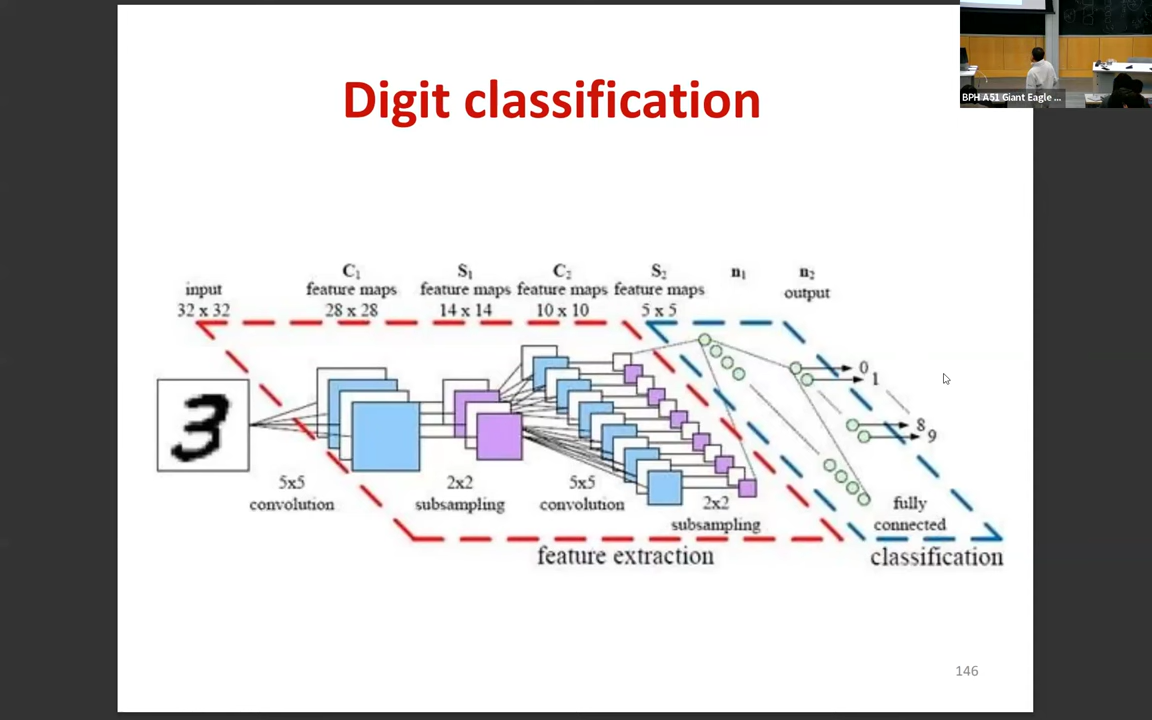 BPH A51 Giant Eagle ...
Digit classification
input
32 x 32
C1
feature maps
28 x 28
S1
feature maps
14 x 14
C2
feature maps
10 x 10
S2
feature maps
5 x 5
n1
n2
output
3
0
1
8
9
5x5
convolution
2x2
subsampling
5x5
convolution
2x2
subsampling
fully
connected
feature extraction
classification
146